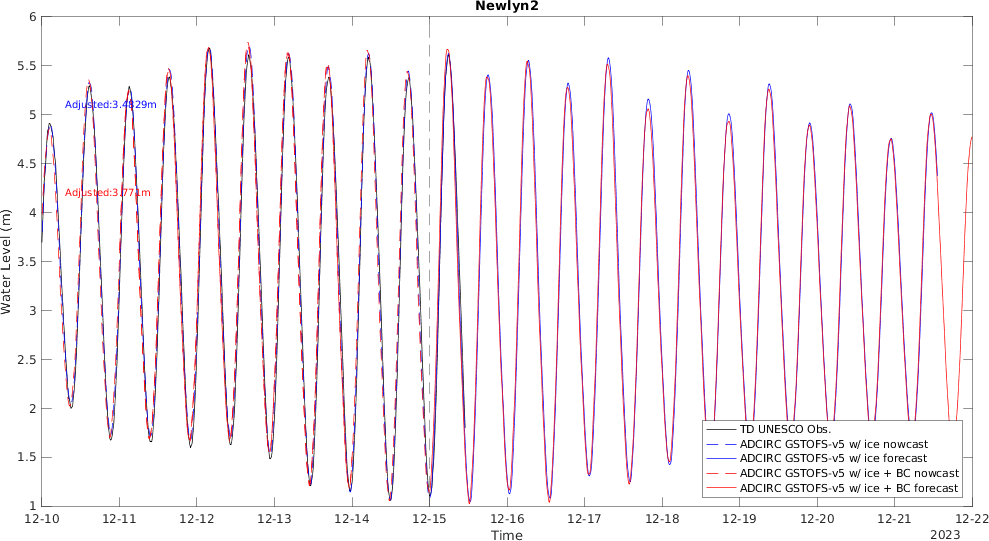 Newlyn2
6
5.5
5
4.5
4
3.5
3
2.5
2
1.5
1
Water Level (m)
Adjusted:3.4829m
Adjusted:3.771m
TD UNESCO Obs.
ADCIRC GSTOFS-v5 w/ ice nowcast
ADCIRC GSTOFS-v5 w/ ice forecast
ADCIRC GSTOFS-v5 w/ ice + BC nowcast
ADCIRC GSTOFS-v5 w/ ice + BC forecast
12-10 12-11 12-12 12-13 12-14 12-15 12-16 12-17 12-18 12-19 12-20 12-21 12-22
Time
2023